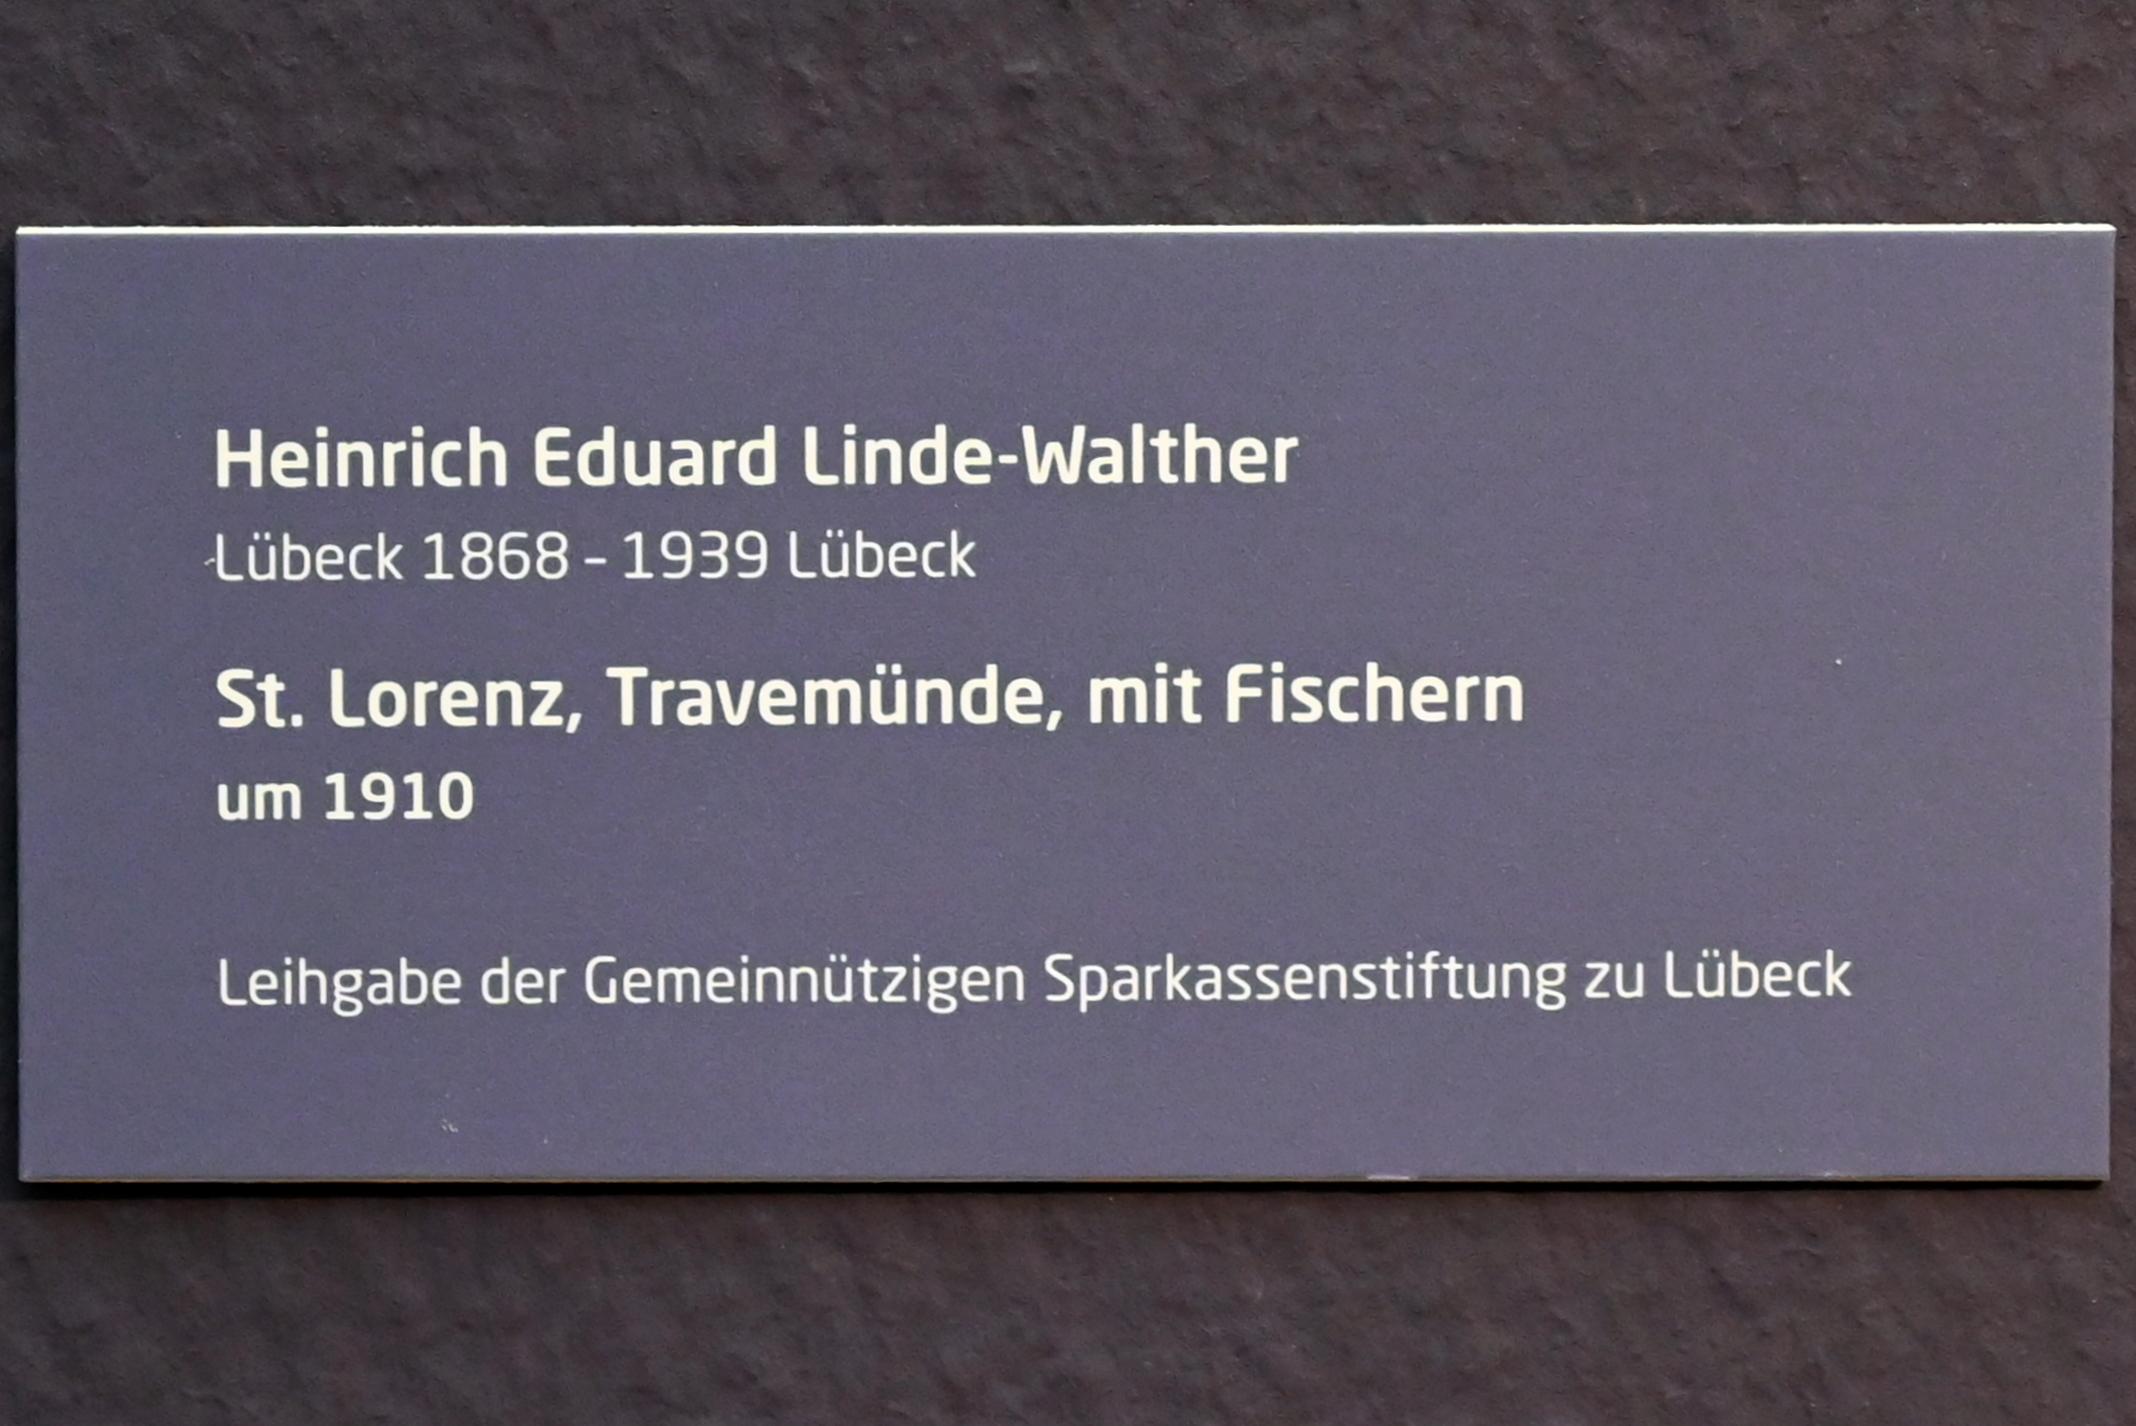 Heinrich Eduard Linde-Walther
Lübeck 1868 – 1939 Lübeck
St. Lorenz, Travemünde, mit Fischern
um 1910
Leihgabe der Gemeinnützigen Sparkassenstiftung zu Lübeck